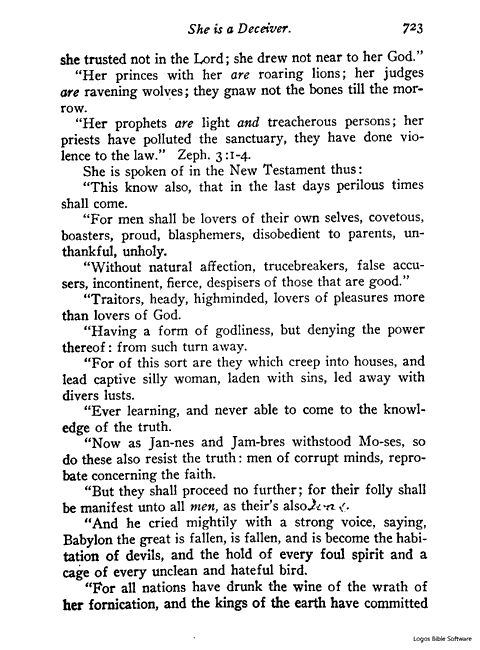 She is a Deceiver. 723
she trusted not in the Lord; she drew not near to her God.”
“Her princes with her are roaring lions; her judges
are ravening wolves; they gnaw not the bones till the mor-
row.
“Her prophets are light and treacherous persons; her
priests have polluted the sanctuary, they have done vio-
lence to the law.” Zeph. 3:1-4.
She is spoken of in the New Testament thus:
“This know also, that in the last days perilous times
shall come.
“For men shall be lovers of their own selves, covetous,
boasters, proud, blasphemers, disobedient to parents, un-
thankful, unholy.
“Without natural affection, trucebreakers, false accu-
sers, incontinent, fierce, despisers of those that are good.”
“Traitors, heady, highminded, lovers of pleasures more
than lovers of God.
“Having a form of godliness, but denying the power
thereof: from such turn away.
“For of this sort are they which creep into houses, and
lead captive silly woman, laden with sins, led away with
divers lusts.
“Ever learning, and never able to come to the knowl-
edge of the truth.
“Now as Jan-nes and Jam-bres withstood Mo-ses, so
do these also resist the truth: men of corrupt minds, repro-
bate concerning the faith.
“But they shall proceed no further; for their folly shall
be manifest unto all men, as their's also
“And he cried mightily with a strong voice, saying,
Babylon the great is fallen, is fallen, and is become the habi-
tation of devils, and the hold of every foul spirit and a
cage of every unclean and hateful bird.
“For all nations have drunk the wine of the wrath of
her fornication, and the kings of the earth have committed
Logos Bible Software